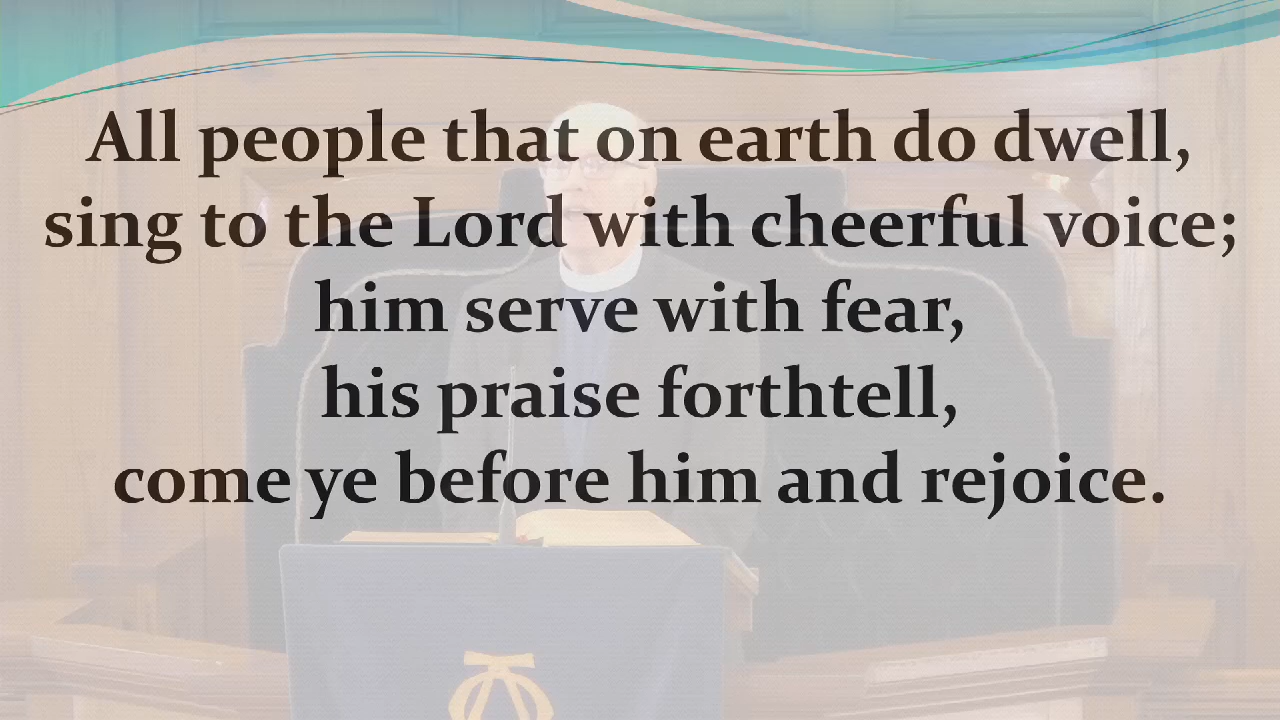 All people that on earth do dwell,
sing to the Lord with cheerful voice;
him serve with fear,
his praise forthtell,
come ye before him and rejoice.